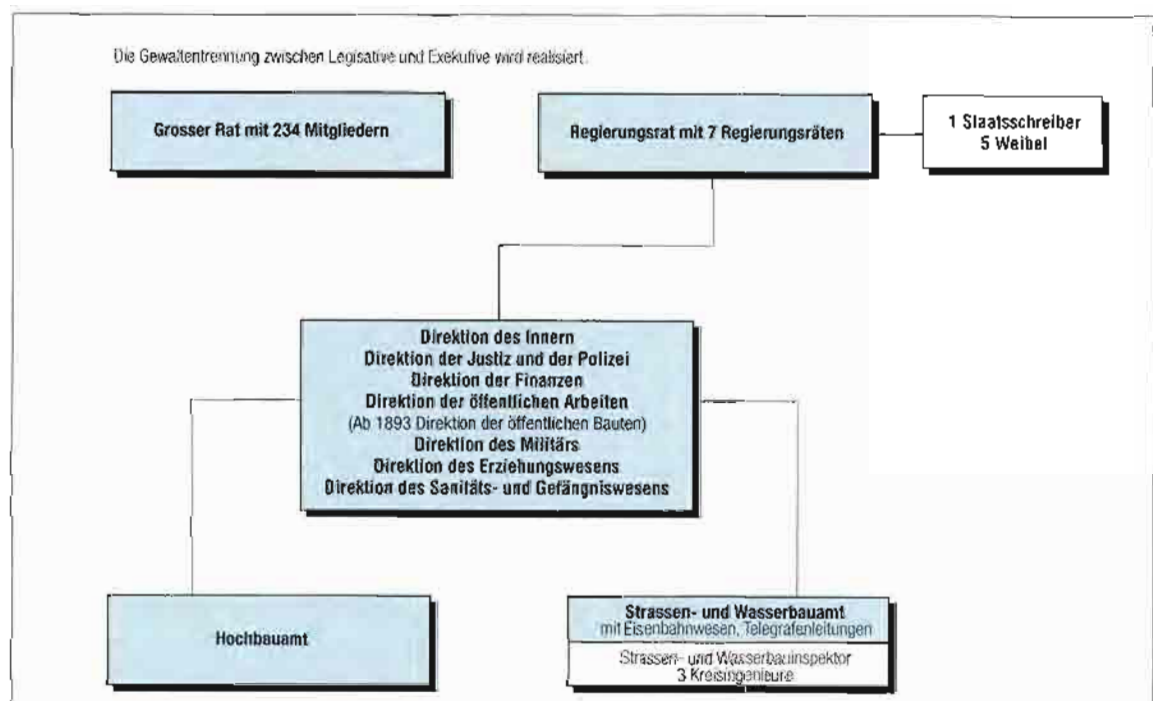 Die Gewaltentrennung zwischen Legisative und Exekutive wird realisiert.
Grosser Rat mit 234 Mitgliedern
Regierungsrat mit 7 Regierungsräten
1 Staatsschreiber
5 Weibel
Direktion des Innern
Direktion der Justiz und der Polizei
Direktion der Finanzen
Direktion der öffentlichen Arbeiten
(Ab 1893 Direktion der öffentlichen Bauten)
Direktion des Militärs
Direktion des Erziehungswesens
Direktion des Sanitäts- und Gefängniswesens
Hochbauamt
Strassen- und Wasserbauamt
mit Eisenbahnwesen, Telegrafenleitungen
Strassen- und Wasserbauinspektor
3 Kreisingenieure